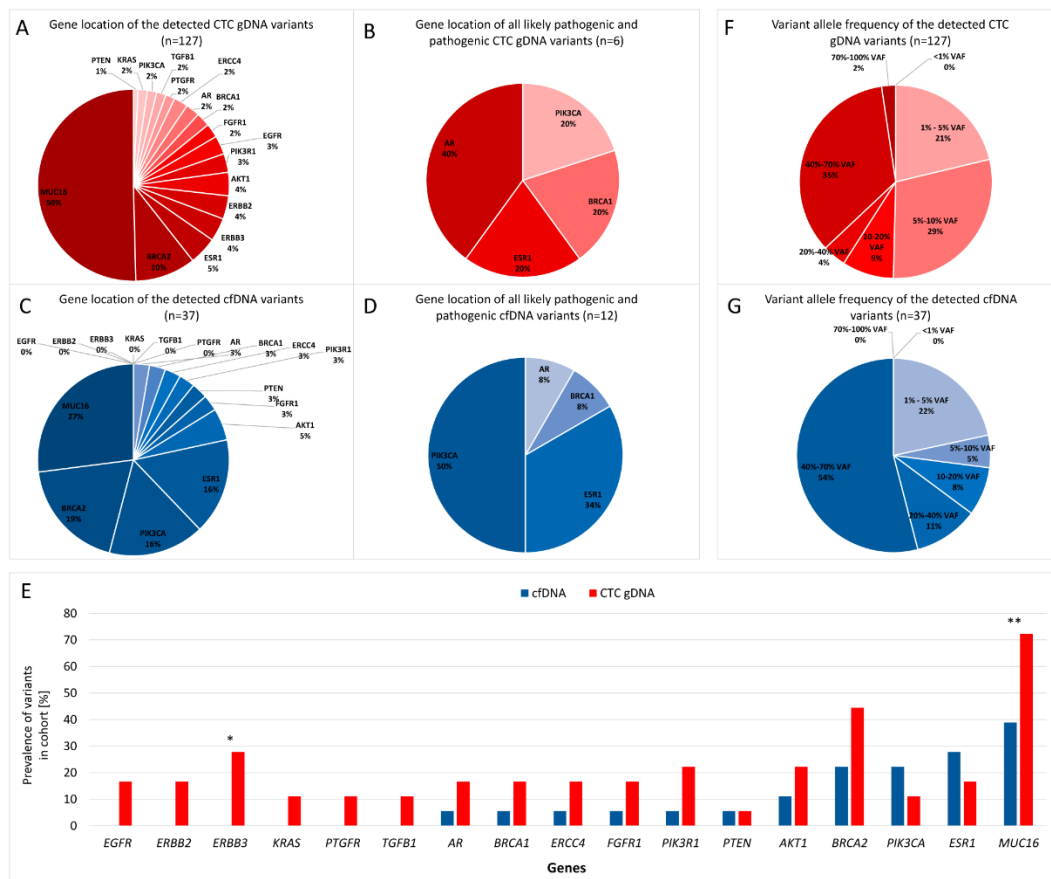 A
Gene location of the detected CTC gDNA variants
(n=127)
PTEN
1%
KRAS
2%
PIK3CA
2%
TGFB1
2%
PTGFR
2%
ERCC4
2%
AR
2%
BRCA1
2%
FGFR1
2%
EGFR
3%
PIK3R1
3%
AKT1
4%
ERBB2
4%
ERBB3
4%
ESR1
5%
BRCA2
10%
MUC16
50%
B
Gene location of all likely pathogenic and
pathogenic CTC gDNA variants (n=6)
PIK3CA
20%
BRCA1
20%
ESR1
20%
AR
40%
F
Variant allele frequency of the detected CTC
gDNA variants (n=127)
70%-100% VAF
2%
<1% VAF
0%
1% - 5% VAF
21%
5%-10% VAF
29%
10-20%
VAF
9%
20%-40% VAF
4%
40%-70% VAF
35%
C
Gene location of the detected cfDNA variants
(n=37)
EGFR
0%
ERBB2
0%
ERBB3
0%
KRAS
0%
TGFB1
0%
PTGFR
0%
AR
3%
BRCA1
3%
ERCC4
3%
PIK3R1
3%
PTEN
3%
FGFR1
3%
AKT1
5%
ESR1
16%
PIK3CA
16%
BRCA2
19%
MUC16
27%
D
Gene location of all likely pathogenic and
pathogenic cfDNA variants (n=12)
AR
8%
BRCA1
8%
ESR1
34%
PIK3CA
50%
G
Variant allele frequency of the detected cfDNA
variants (n=37)
70%-100% VAF
0%
<1% VAF
0%
1% - 5% VAF
22%
5%-10% VAF
5%
10-20% VAF
8%
20%-40% VAF
11%
40%-70% VAF
54%
E
cfDNA
CTC gDNA
Prevalence of variants
in cohort [%]
80
70
60
50
40
30
20
10
0
*
**
EGFR ERBB2 ERBB3 KRAS PTGFR TGFB1 AR BRCA1 ERCC4 FGFR1 PIK3R1 PTEN AKT1 BRCA2 PIK3CA ESR1 MUC16
Genes